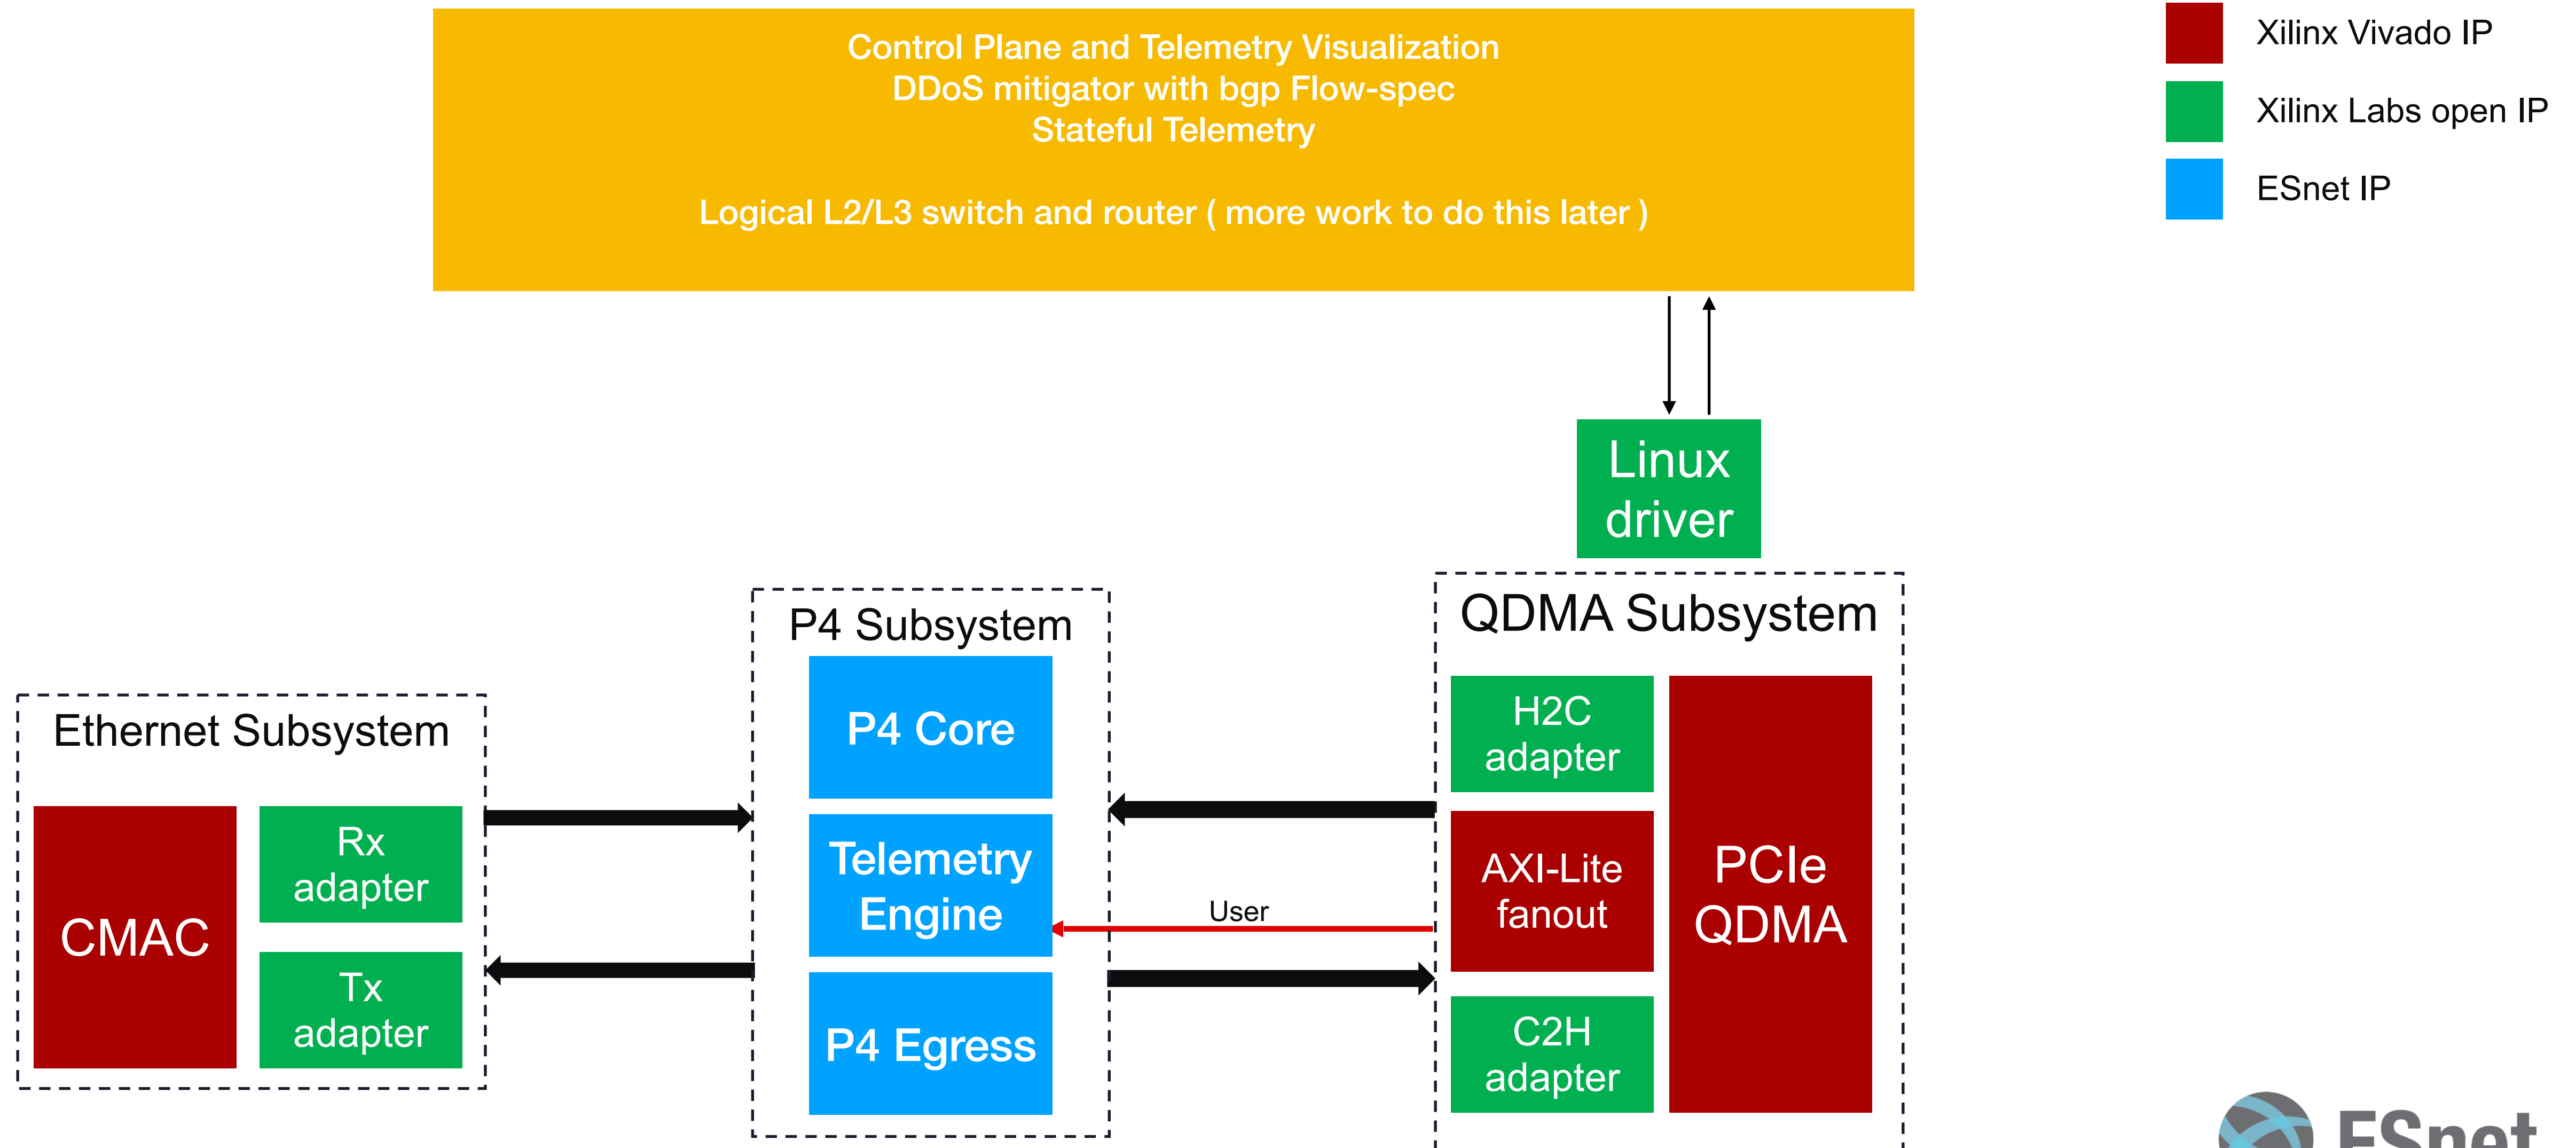 Control Plane and Telemetry Visualization
DDoS mitigator with bgp Flow-spec
Stateful Telemetry
Logical L2/L3 switch and router ( more work to do this later )
Xilinx Vivado IP
Xilinx Labs open IP
ESnet IP
Linux
driver
Ethernet Subsystem
CMAC
Rx
adapter
Tx
adapter
P4 Subsystem
P4 Core
Telemetry
Engine
P4 Egress
User
QDMA Subsystem
H2C
adapter
AXI-Lite
fanout
C2H
adapter
PCIe
QDMA
ESnet